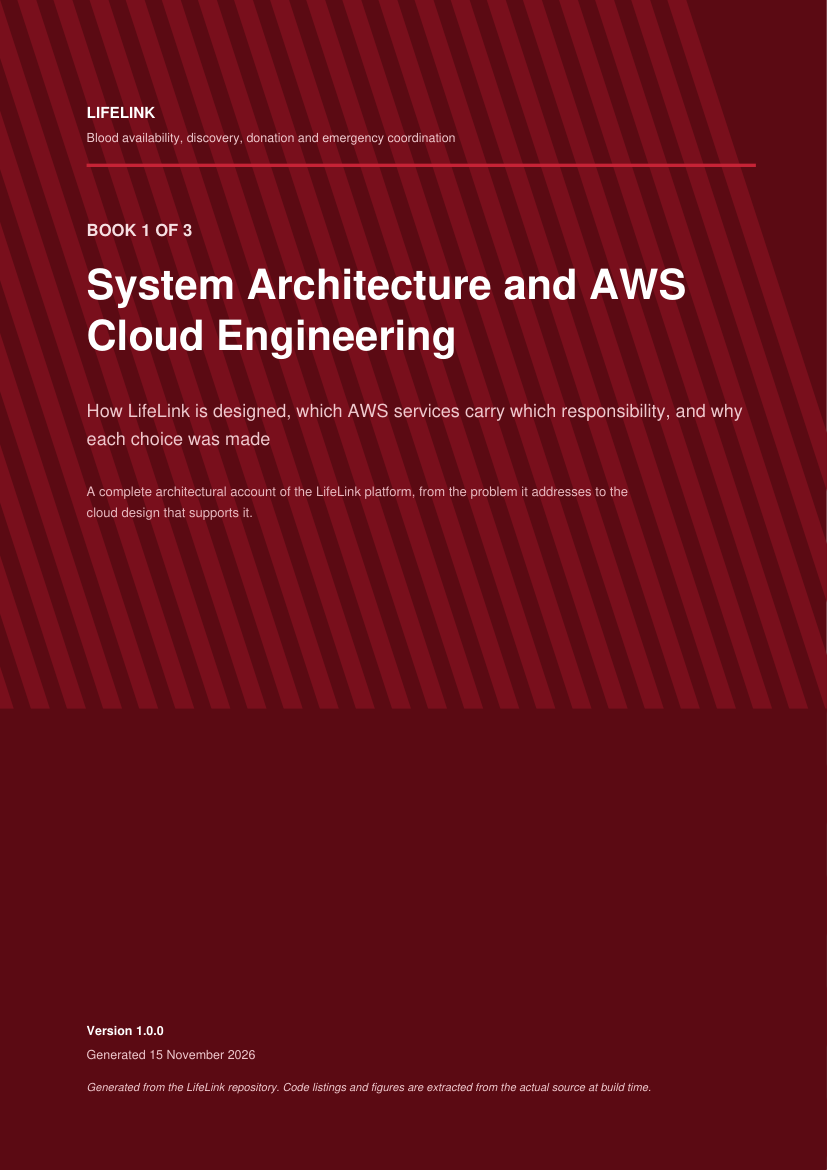 LIFELINK
Blood availability, discovery, donation and emergency coordination
BOOK 1 OF 3
System Architecture and AWS
Cloud Engineering
How LifeLink is designed, which AWS services carry which responsibility, and why
each choice was made
A complete architectural account of the LifeLink platform, from the problem it addresses to the
cloud design that supports it.
Version 1.0.0
Generated 15 November 2026
Generated from the LifeLink repository. Code listings and figures are extracted from the actual source at build time.